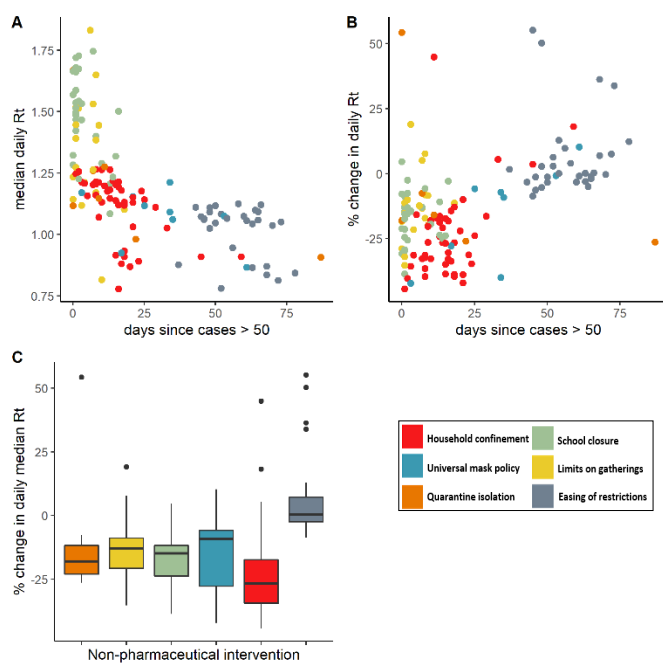 A
1.75
1.50
1.25
1.00
0.75
median daily Rt
0
25
50
75
days since cases > 50
B
50
25
0
-25
% change in daily Rt
0
25
50
75
days since cases > 50
C
50
25
0
-25
% change in daily median Rt
Non-pharmaceutical intervention
Household confinement
School closure
Universal mask policy
Limits on gatherings
Quarantine isolation
Easing of restrictions